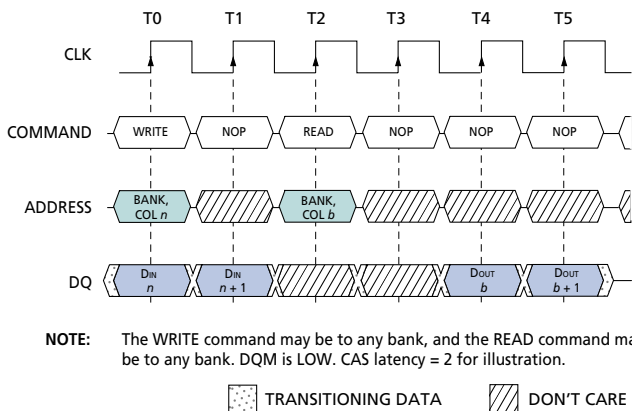 T0 T1 T2 T3 T4 T5
CLK
COMMAND WRITE NOP READ NOP NOP NOP
ADDRESS BANK, COL n BANK, COL b
DQ DIN n DIN n + 1 DOUT b DOUT b + 1
NOTE: The WRITE command may be to any bank, and the READ command ma
be to any bank. DQM is LOW. CAS latency = 2 for illustration.
TRANSITIONING DATA DON'T CARE